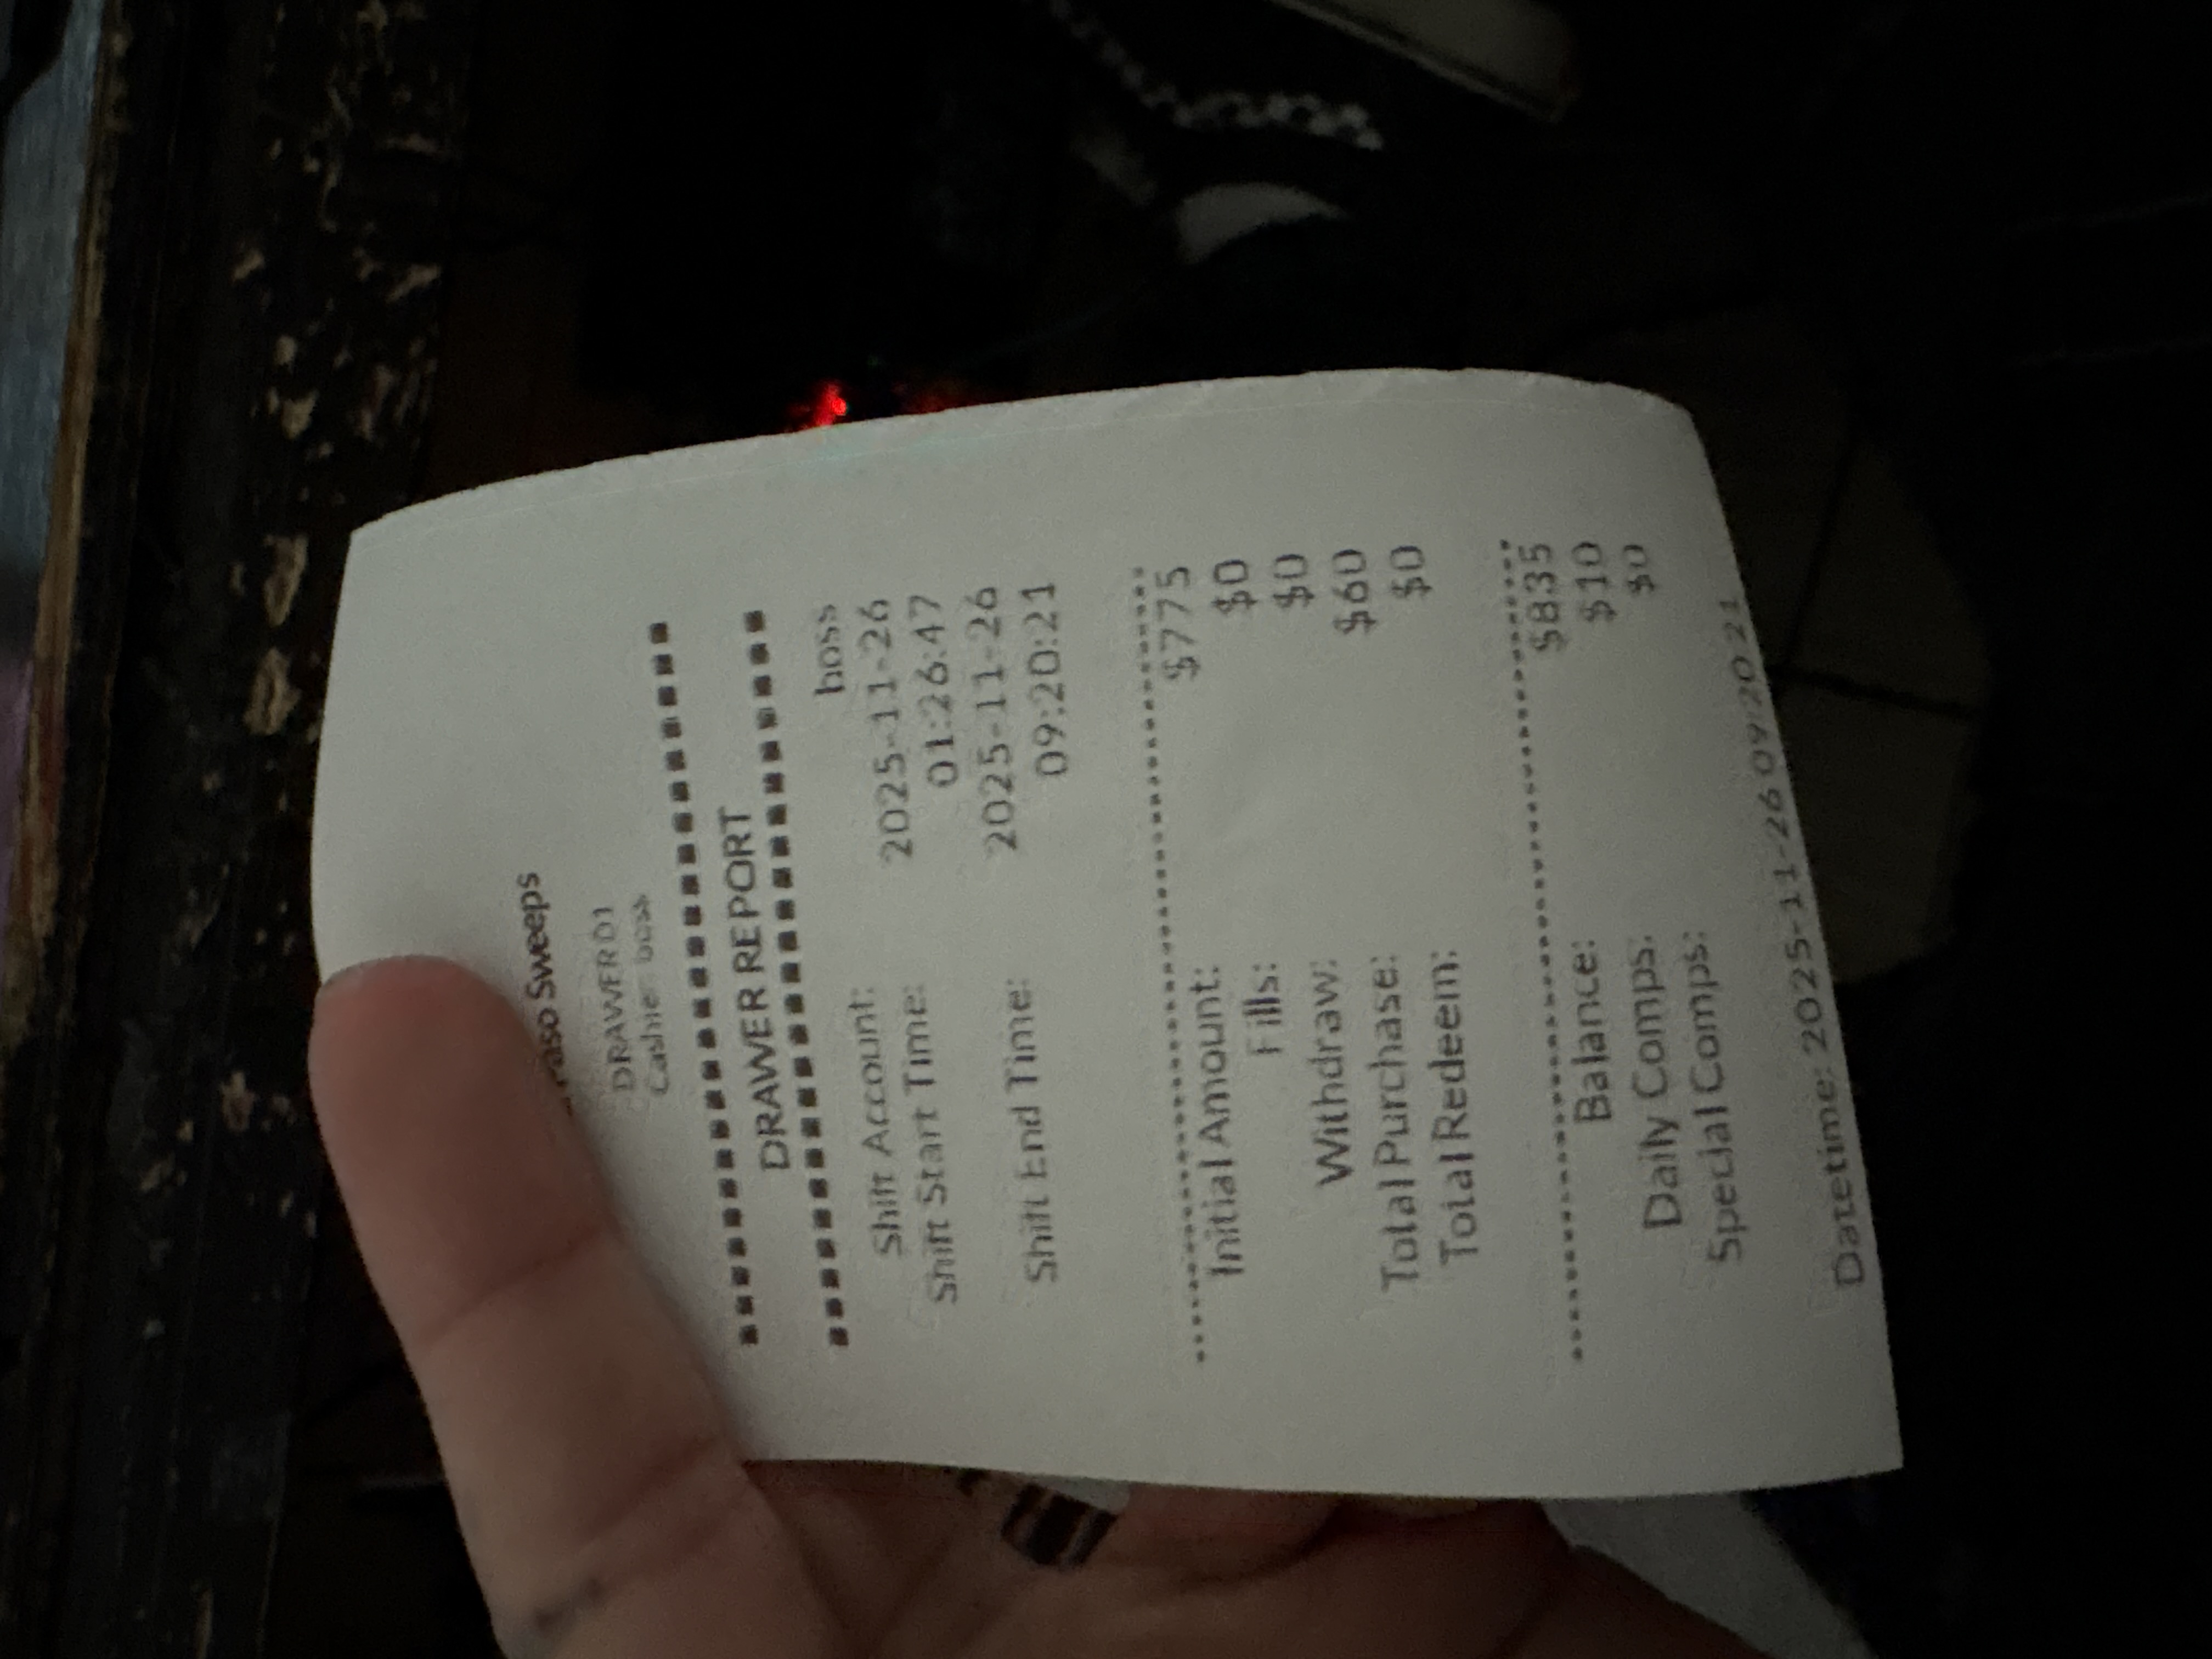 Sweeps
DRAWER01
Cashier: boss
DRAWER REPORT
Shift Account: boss
Shift Start Time: 2025-11-26
01:26:47
2025-11-26
Shift End Time: 09:20:21
Initial Amount: $775
Fills: $0
Withdraw: $0
Total Purchase: $60
Total Redeem: $0
Balance: $835
Daily Comps: $10
Special Comps: $0
Datetime: 2025-11-26 09:20:21